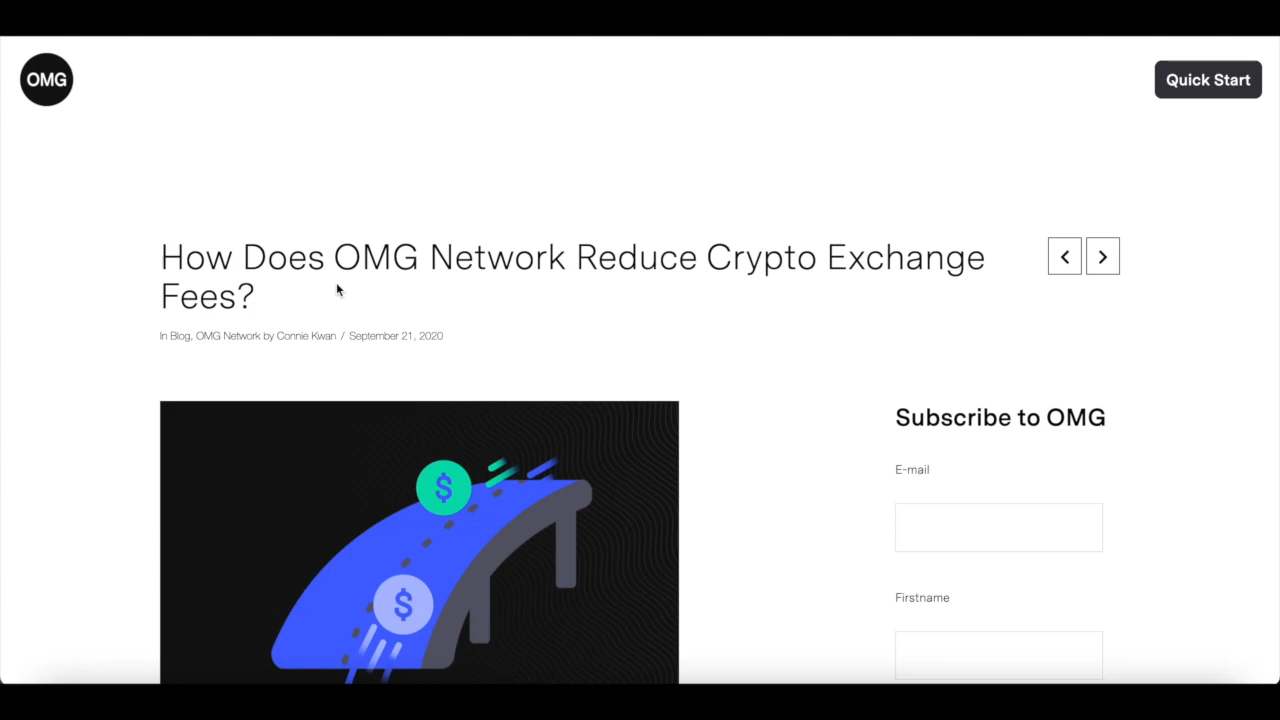 OMG
Quick Start
How Does OMG Network Reduce Crypto Exchange
Fees?
In Blog, OMG Network by Connie Kwan / September 21, 2020
$
$
Subscribe to OMG
E-mail
Firstname